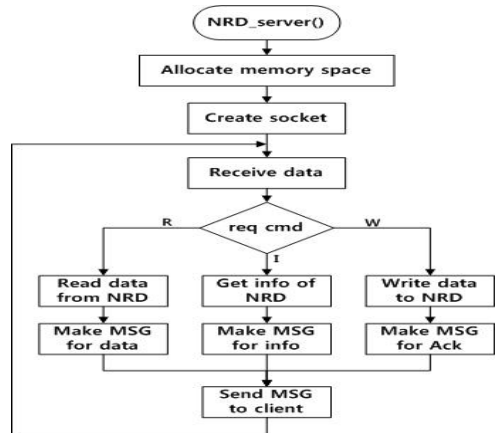 NRD_server()
Allocate memory space
Create socket
Receive data
req cmd
R
I
W
Read data
from NRD
Get info of
NRD
Write data
to NRD
Make MSG
for data
Make MSG
for info
Make MSG
for Ack
Send MSG
to client